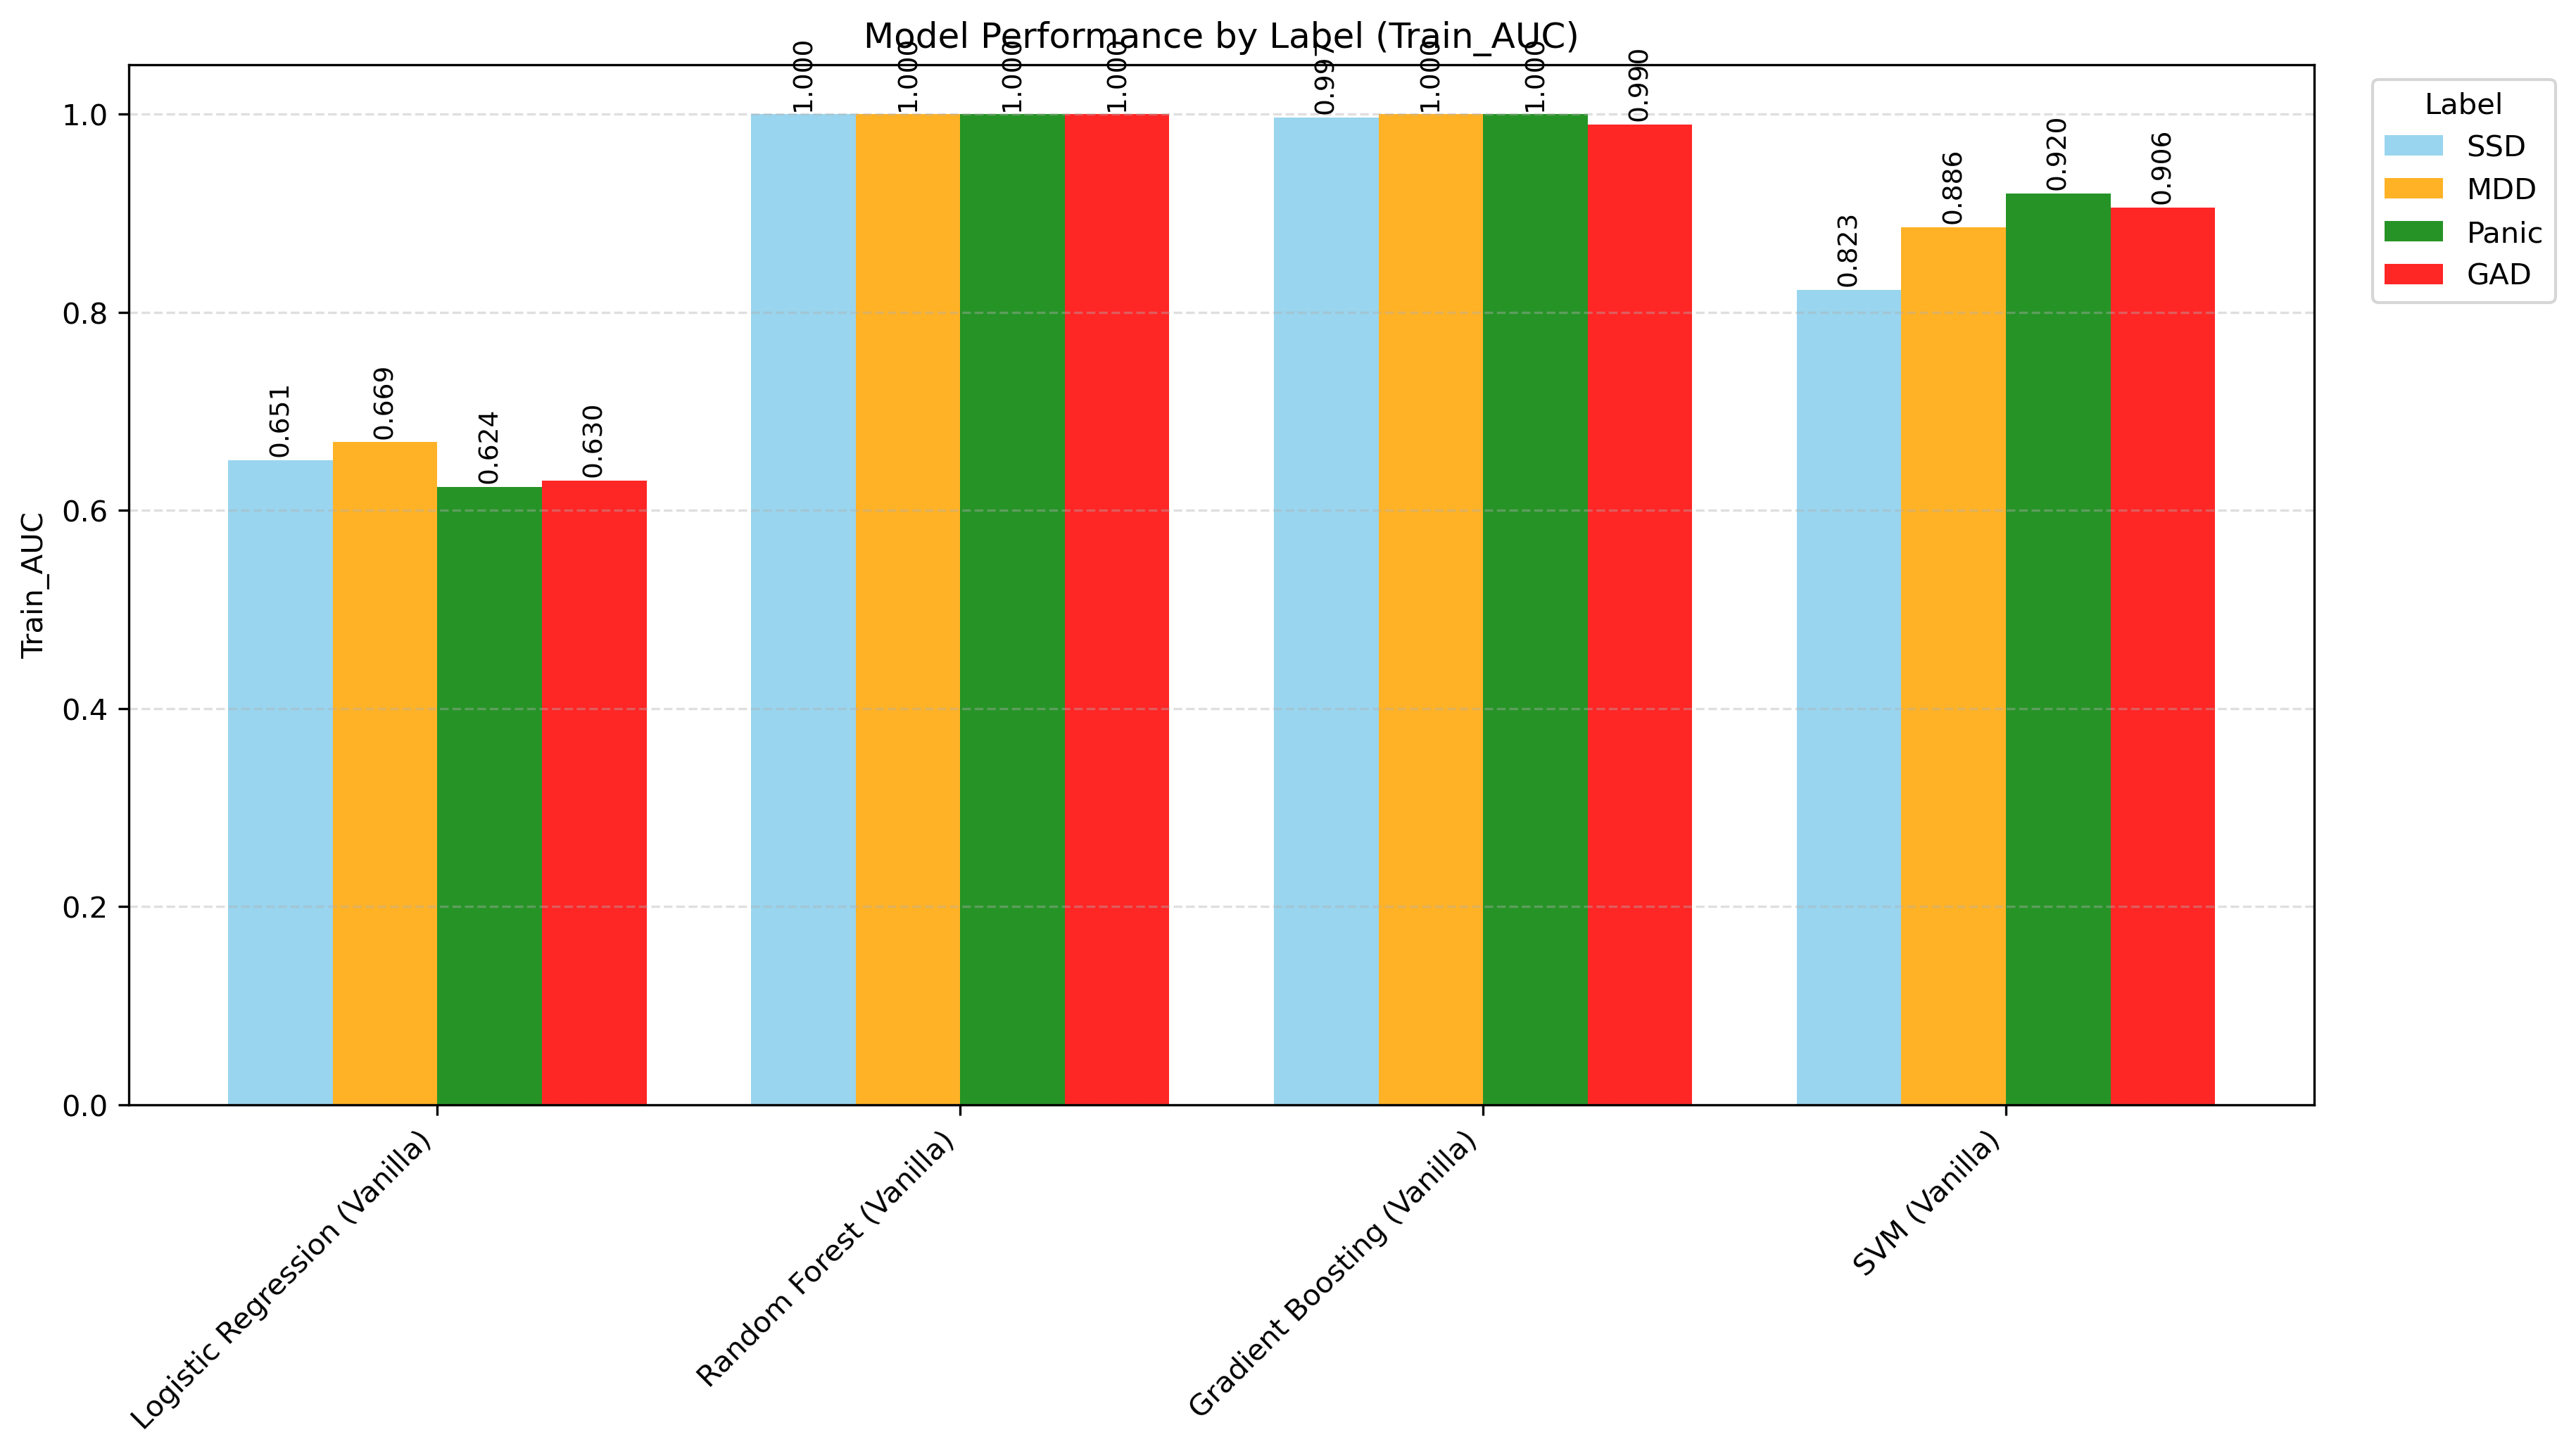 Model Performance by Label (Train_AUC)
Train_AUC
1.0
0.8
0.6
0.4
0.2
0.0
0.651
0.669
0.624
0.630
1.000
1.000
1.000
1.000
0.997
1.000
1.000
0.990
0.823
0.886
0.920
0.906
Logistic Regression (Vanilla)
Random Forest (Vanilla)
Gradient Boosting (Vanilla)
SVM (Vanilla)
Label
SSD
MDD
Panic
GAD